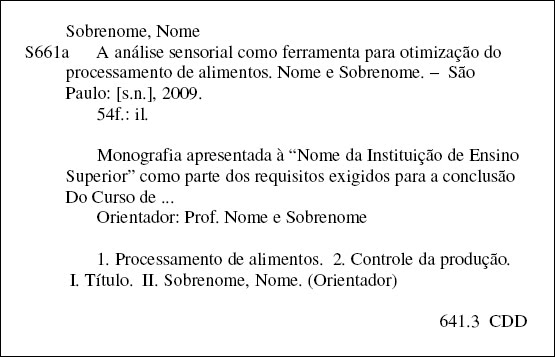 Sobrenome, Nome
S661a A análise sensorial como ferramenta para otimização do
processamento de alimentos. Nome e Sobrenome. – São
Paulo: [s.n.], 2009.
54f.: il.
Monografia apresentada à “Nome da Instituição de Ensino
Superior” como parte dos requisitos exigidos para a conclusão
Do Curso de ...
Orientador: Prof. Nome e Sobrenome
1. Processamento de alimentos. 2. Controle da produção.
I. Título. II. Sobrenome, Nome. (Orientador)
641.3 CDD